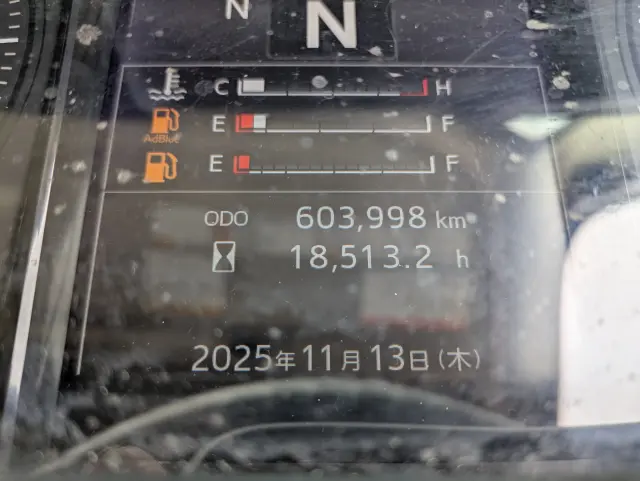 N N
C H
E F
AdBlue
E F
ODO 603,998 km
18,513.2 h
2025年11月13日(木)